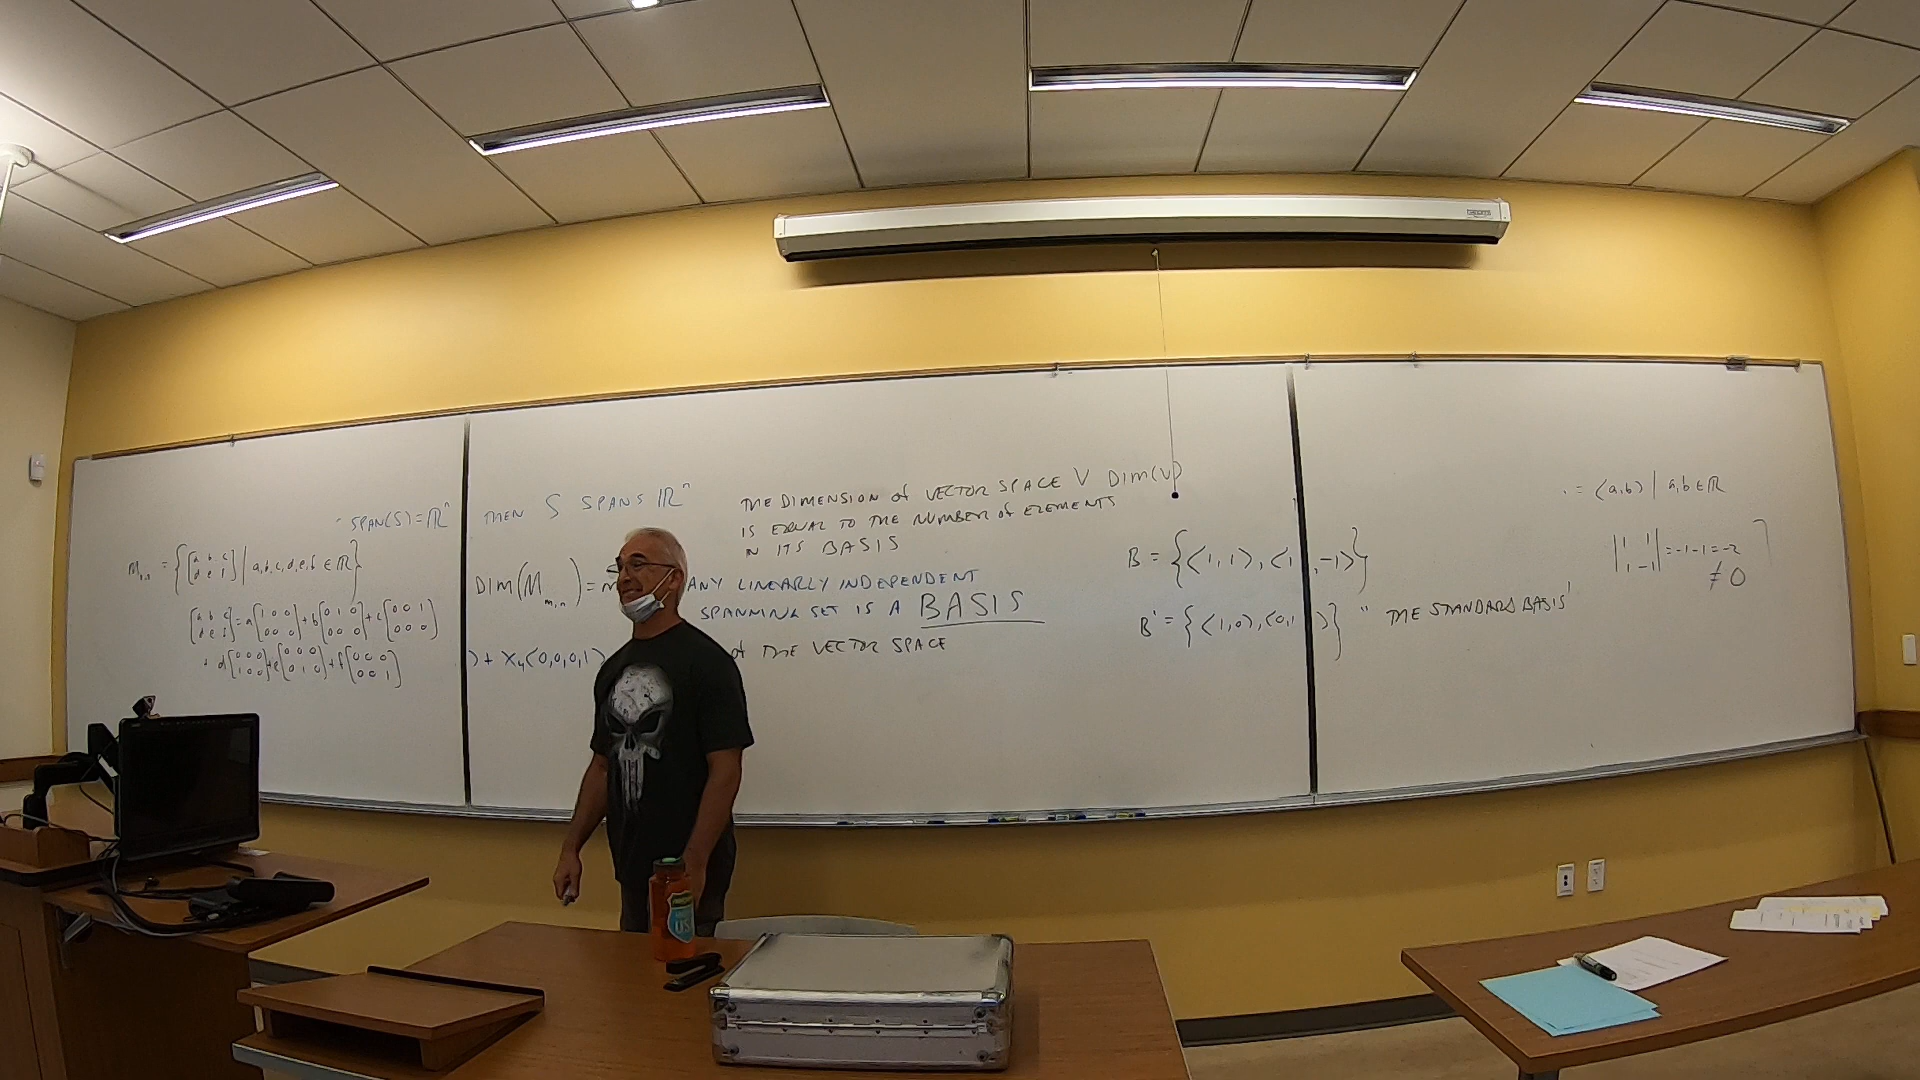 SPAN(S) = ℝⁿ
= { [a b c / d e f] | a,b,c,d,e,f ∈ ℝ }
[a b c / d e f] = a[1 0 0 / 0 0 0] + b[0 1 0 / 0 0 0] + c[0 0 1 / 0 0 0]
+ d[0 0 0 / 1 0 0] + e[0 0 0 / 0 1 0] + f[0 0 0 / 0 0 1]
THEN S SPANS ℝⁿ
) + X₄(0,0,0,1)
DIM(M m,n) =
THE DIMENSION of VECTOR SPACE V DIM(V)
IS EQUAL TO THE NUMBER of ELEMENTS
IN ITS BASIS
ANY LINEARLY INDEPENDENT
SPANNING SET IS A BASIS
of THE VECTOR SPACE
B = {<1,1>, <1,-1>}
B' = {<1,0>, <0,1 >} "THE STANDARD BASIS"
= <a,b> | a,b ∈ ℝ
|1 1 / 1 -1| = -1-1 = -2
≠ 0
US